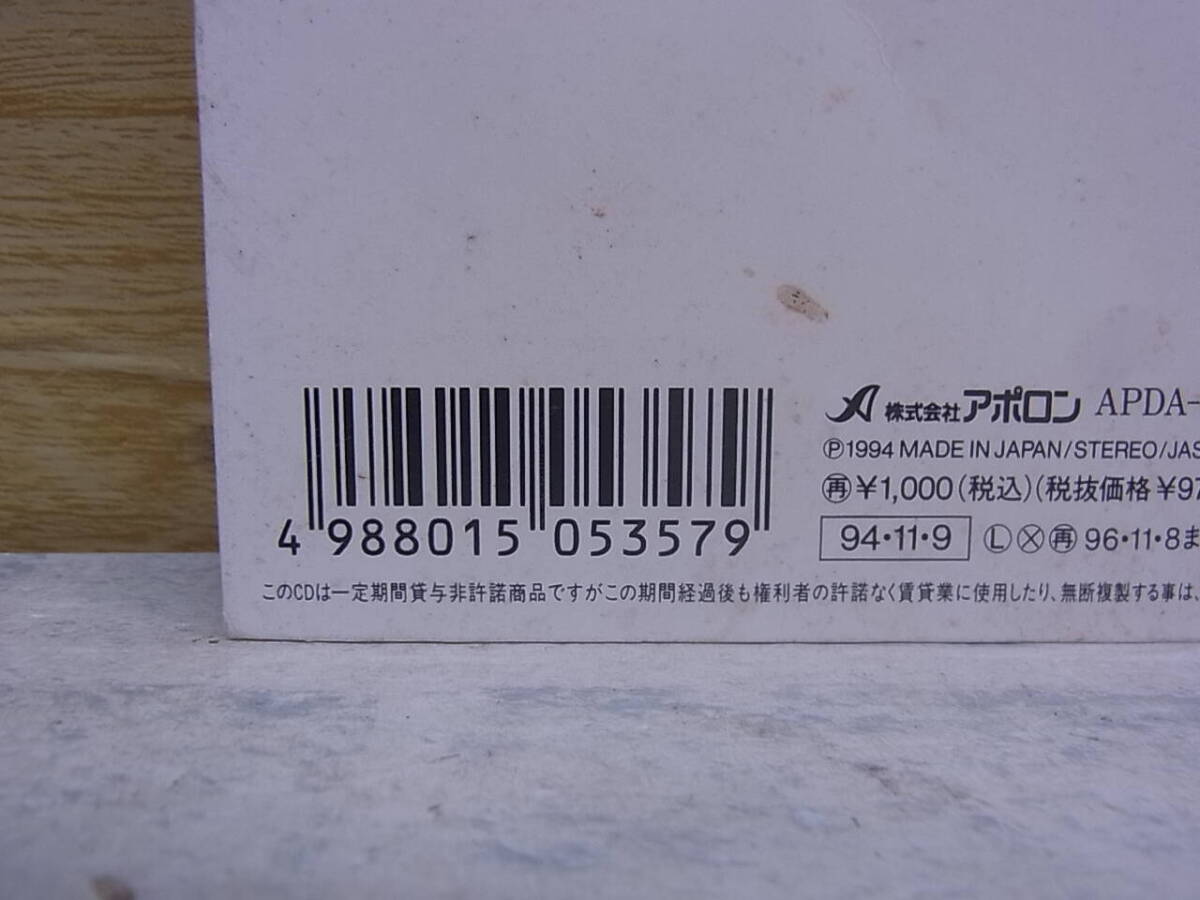 株式会社アポロン APDA-
Ⓟ1994 MADE IN JAPAN/STEREO/JAS
㊢¥1,000(税込)(税抜価格¥97
94・11・9 Ⓛ Ⓧ 再 96・11・8ま
4 988015 053579
このCDは一定期間貸与非許諾商品ですがこの期間経過後も権利者の許諾なく賃貸業に使用したり、無断複製する事は、